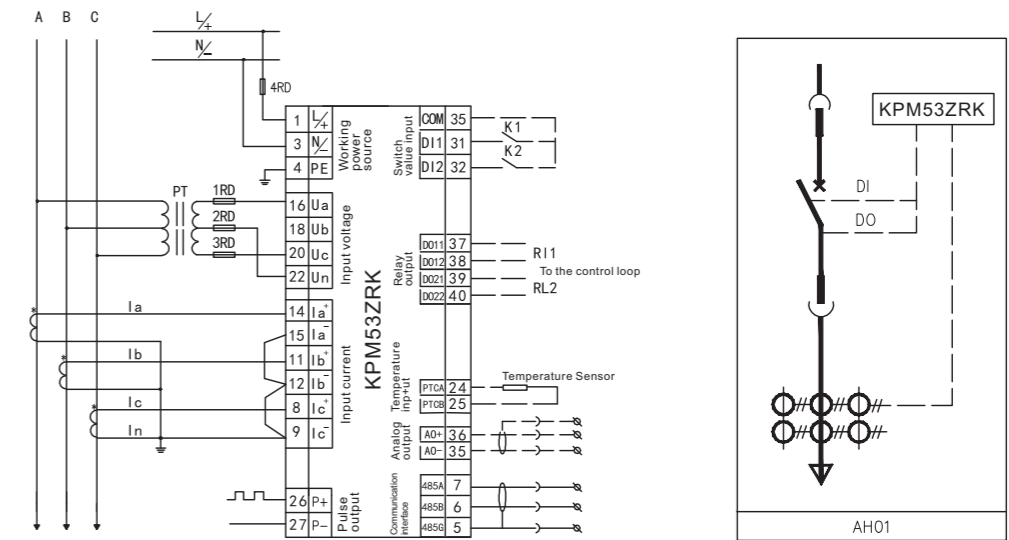 A B C
L/+
N/-
4RD
1 L/+
3 N/-
4 PE
Working power source
PT
1RD
2RD
3RD
16 Ua
18 Ub
20 Uc
22 Un
Input voltage
* Ia
* Ib
* Ic
In
14 Ia+
15 Ia-
11 Ib+
12 Ib-
8 Ic+
9 Ic-
Input current
26 P+
27 P-
Pulse output
KPM53ZRK
Switch value input
COM 35
DI1 31
DI2 32
K1
K2
Relay output
DO11 37
DO12 38
DO21 39
DO22 40
RI1
To the control loop
RL2
Temperature inp+ut
PTCA 24
PTCB 25
Temperature Sensor
Analog output
AO+ 36
AO- 35
Communication interface
485A 7
485B 6
485G 5
KPM53ZRK
DI
DO
AH01